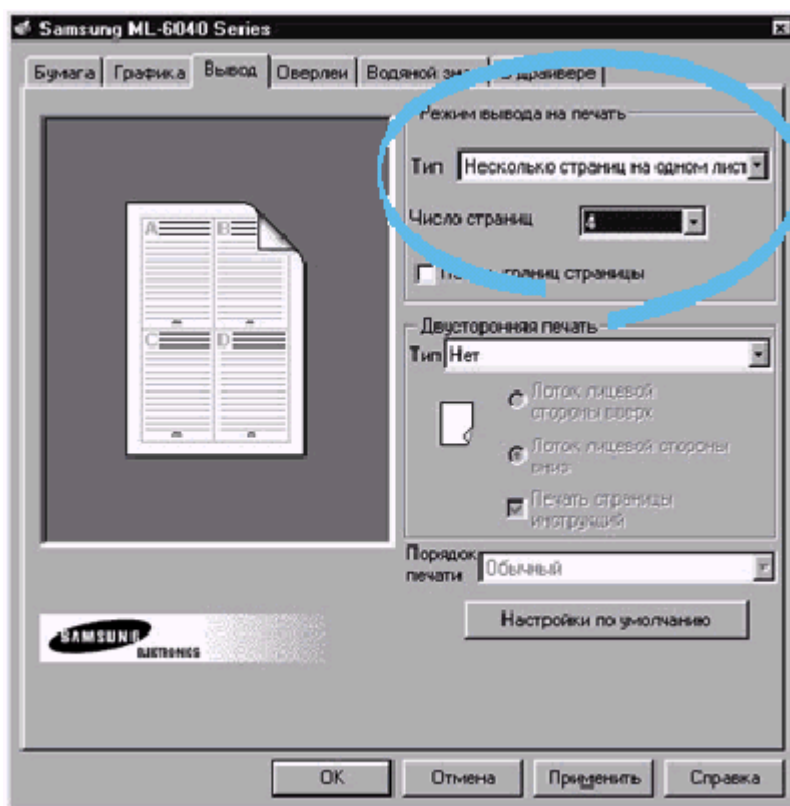 Samsung ML-6040 Series
Бумага Графика Вывод Оверлеи Водяной драйвере
Режим вывода на печать
Тип Несколько страниц на одном лист
Число страниц 4
страницы
Двусторонняя печать
Тип Нет
Лоток лицевой
стороны вверх
Лоток лицевой стороны
вниз
Печать страницы
инструкций
Порядок
печати Обычный
Настройки по умолчанию
A B
C D
SAMSUNG
ELECTRONICS
OK Отмена Применить Справка